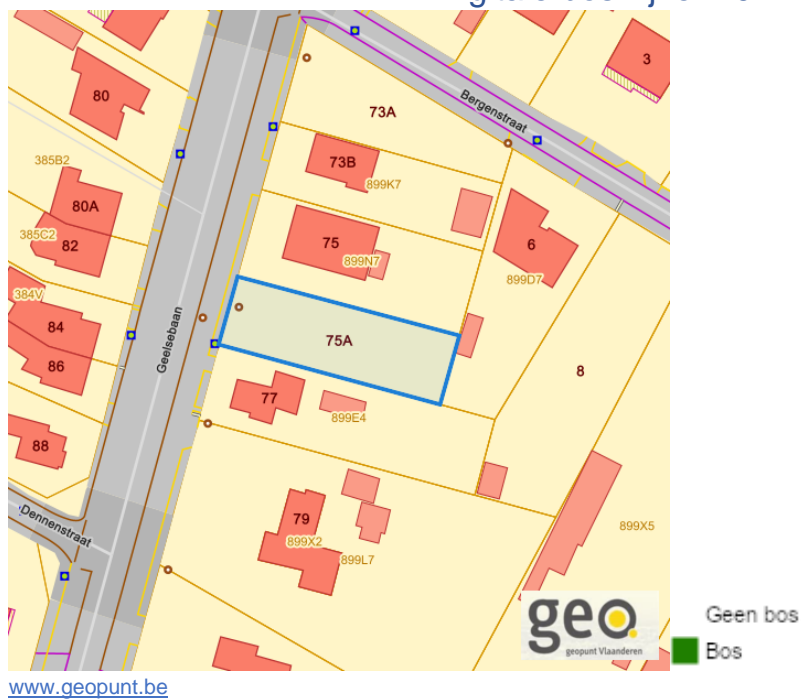 80
73A
3
Bergenstraat
385B2
73B
899K7
80A
385C2
82
75
899N7
6
899D7
384V
84
Geelsebaan
75A
86
8
77
899E4
88
Dennenstraat
79
899X2
899L7
899X5
geo.
geopunt Vlaanderen
Geen bos
Bos
www.geopunt.be